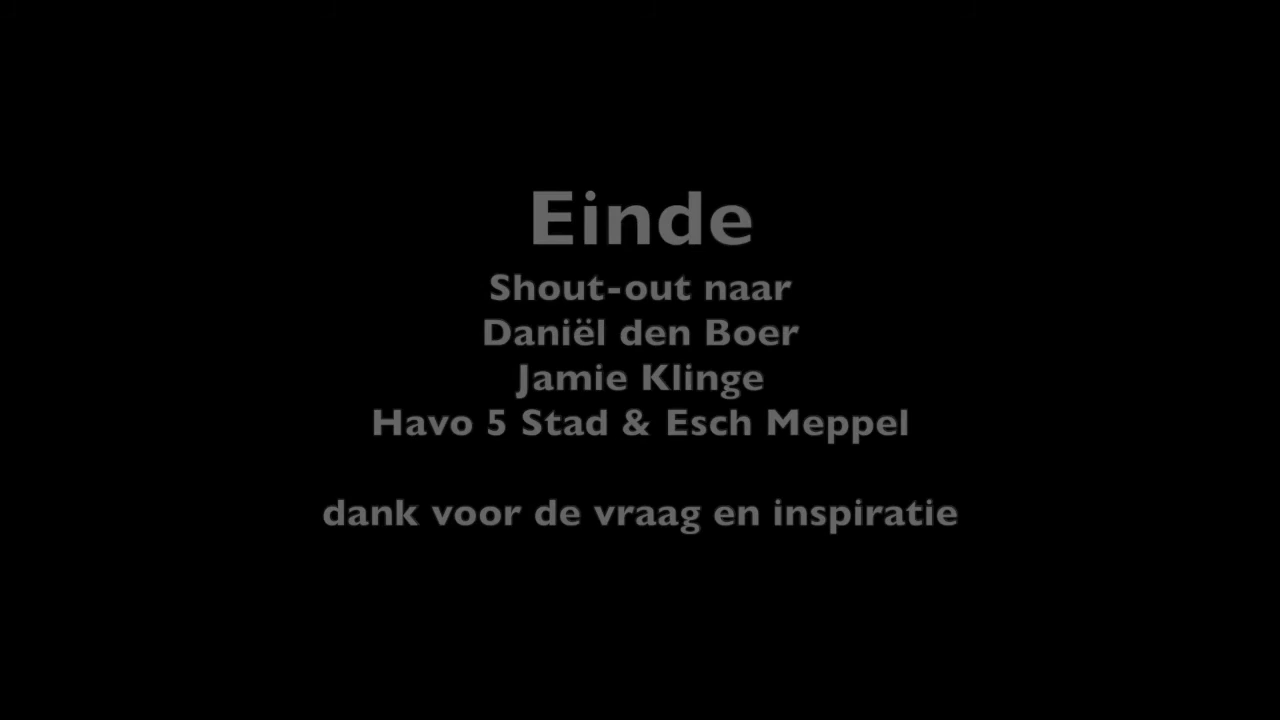 Einde
Shout-out naar
Daniël den Boer
Jamie Klinge
Havo 5 Stad & Esch Meppel
dank voor de vraag en inspiratie